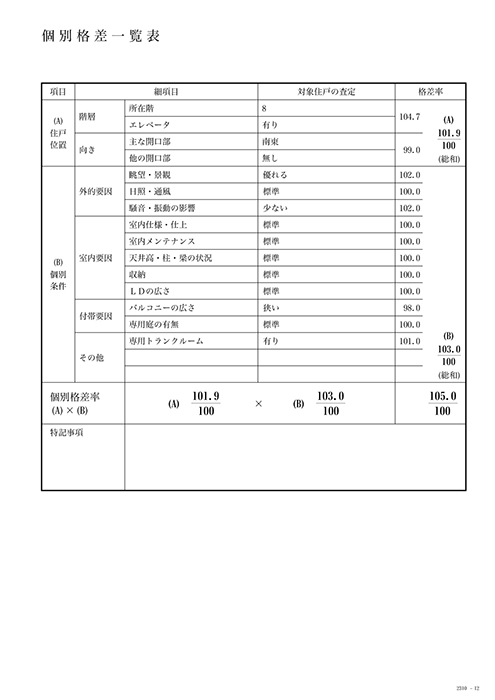 個別格差一覧表
項目 細項目 対象住戸の査定 格差率
(A) 住戸位置 階層 所在階 8 104.7
エレベータ 有り
向き 主な開口部 南東 99.0
他の開口部 無し
(A) 101.9 / 100 (総和)
(B) 個別条件 外的要因 眺望・景観 優れる 102.0
日照・通風 標準 100.0
騒音・振動の影響 少ない 102.0
室内要因 室内仕様・仕上 標準 100.0
室内メンテナンス 標準 100.0
天井高・柱・梁の状況 標準 100.0
収納 標準 100.0
ＬＤの広さ 標準 100.0
付帯要因 バルコニーの広さ 狭い 98.0
専用庭の有無 標準 100.0
その他 専用トランクルーム 有り 101.0
(B) 103.0 / 100 (総和)
個別格差率 (A)×(B)
(A) 101.9 / 100 × (B) 103.0 / 100
105.0 / 100
特記事項
2310 - 12